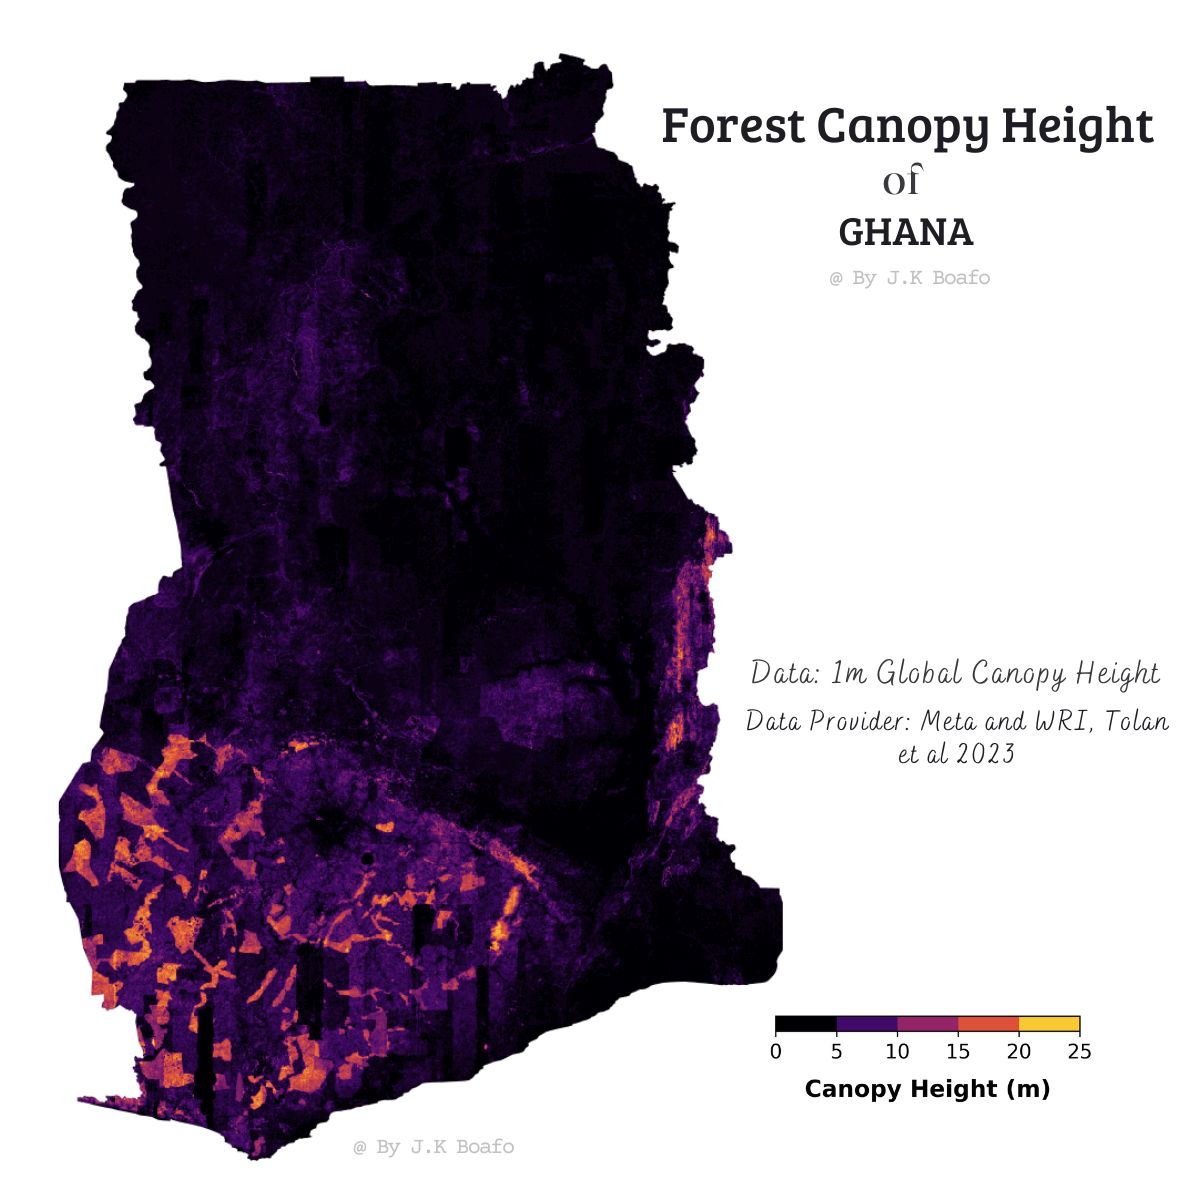 Forest Canopy Height
of
GHANA
@ By J.K Boafo
Data: 1m Global Canopy Height
Data Provider: Meta and WRI, Tolan
et al 2023
0 5 10 15 20 25
Canopy Height (m)
@ By J.K Boafo